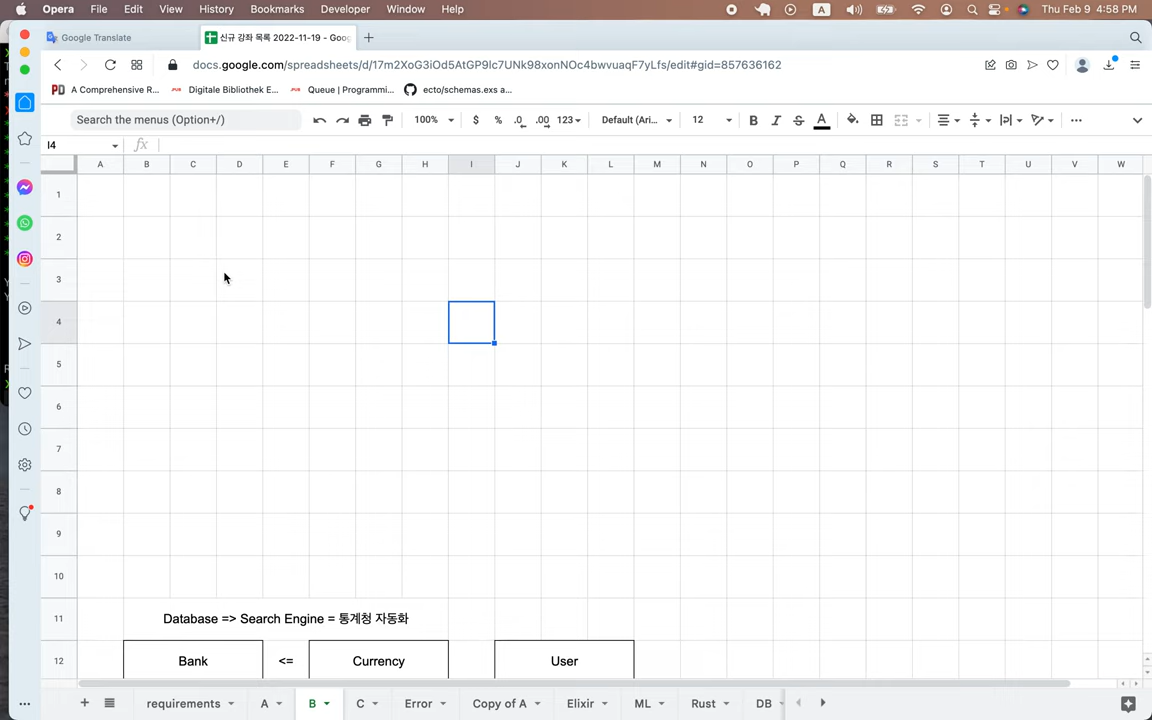 Opera File Edit View History Bookmarks Developer Window Help A Thu Feb 9 4:58 PM
Google Translate 신규 강좌 목록 2022-11-19 - Goog
docs.google.com/spreadsheets/d/17m2XoG3iOd5AtGP9lc7UNk98xonNOc4bwvuaqF7yLfs/edit#gid=857636162
A Comprehensive R... Digitale Bibliothek E... Queue | Programmi... ecto/schemas.exs a...
Search the menus (Option+/) 100% $ % .0 .00 123 Default (Ari... 12 B I S A
I4 fx
A B C D E F G H I J K L M N O P Q R S T U V W
1
2
3
4
5
6
7
8
9
10
11 Database => Search Engine = 통계청 자동화
12 Bank <= Currency User
+ requirements A B C Error Copy of A Elixir ML Rust DB